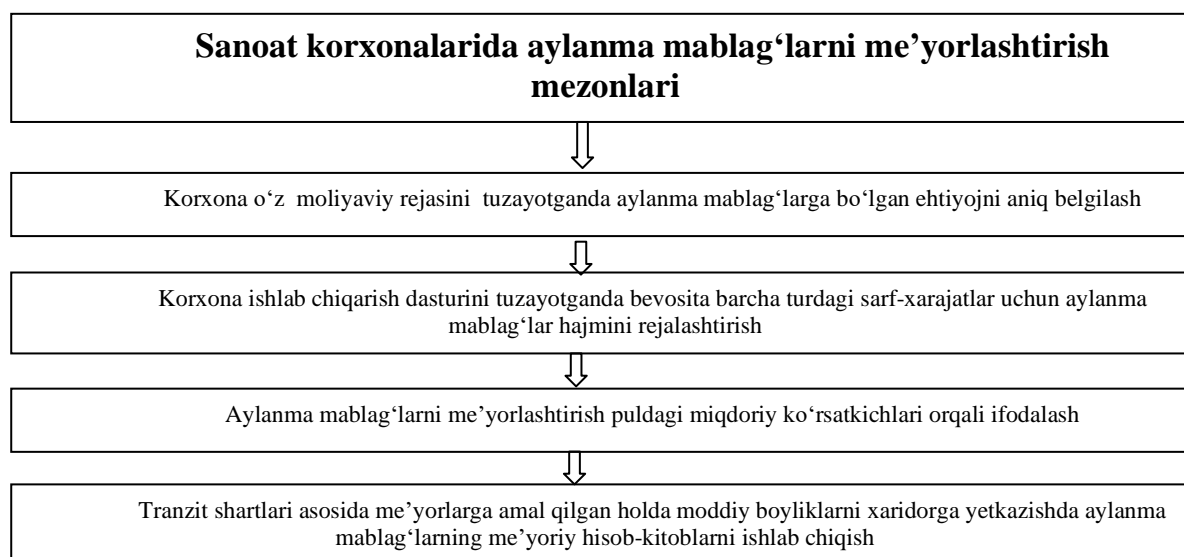 Sanoat korxonalarida aylanma mablag‘larni me’yorlashtirish
mezonlari
Korxona o‘z moliyaviy rejasini tuzayotganda aylanma mablag‘larga bo‘lgan ehtiyojni aniq belgilash
Korxona ishlab chiqarish dasturini tuzayotganda bevosita barcha turdagi sarf-xarajatlar uchun aylanma
mablag‘lar hajmini rejalashtirish
Aylanma mablag‘larni me’yorlashtirish puldagi miqdoriy ko‘rsatkichlari orqali ifodalash
Tranzit shartlari asosida me’yorlarga amal qilgan holda moddiy boyliklarni xaridorga yetkazishda aylanma
mablag‘larning me’yoriy hisob-kitoblarni ishlab chiqish